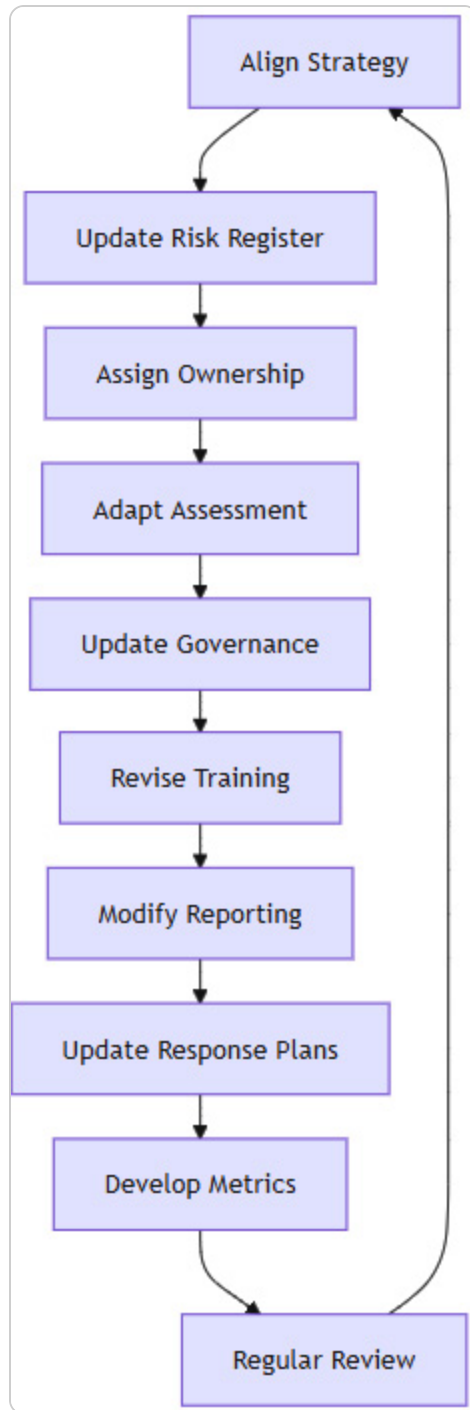 Align Strategy
Update Risk Register
Assign Ownership
Adapt Assessment
Update Governance
Revise Training
Modify Reporting
Update Response Plans
Develop Metrics
Regular Review